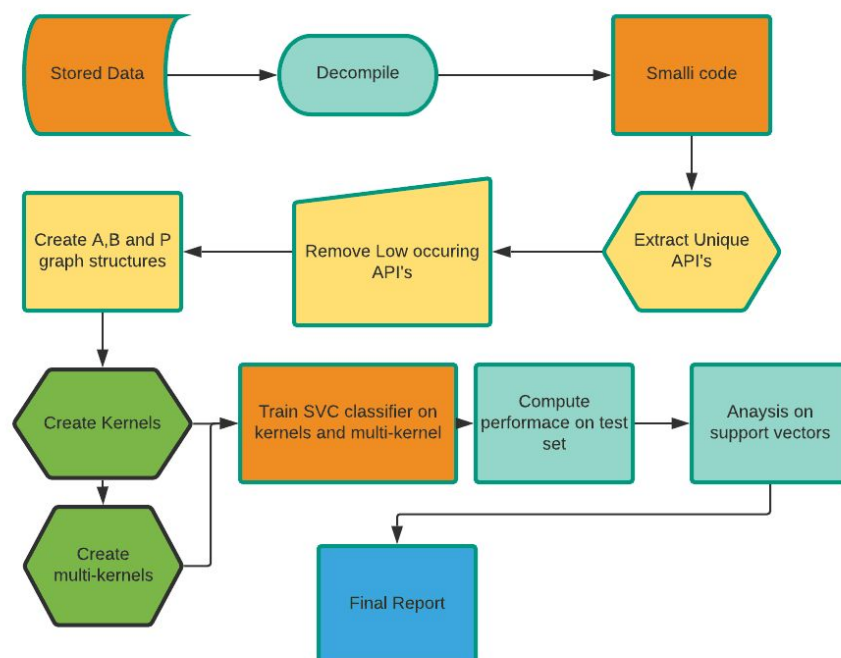 Stored Data
Decompile
Smalli code
Extract Unique
API's
Remove Low occuring
API's
Create A,B and P
graph structures
Create Kernels
Create
multi-kernels
Train SVC classifier on
kernels and multi-kernel
Compute
performace on test
set
Anaysis on
support vectors
Final Report